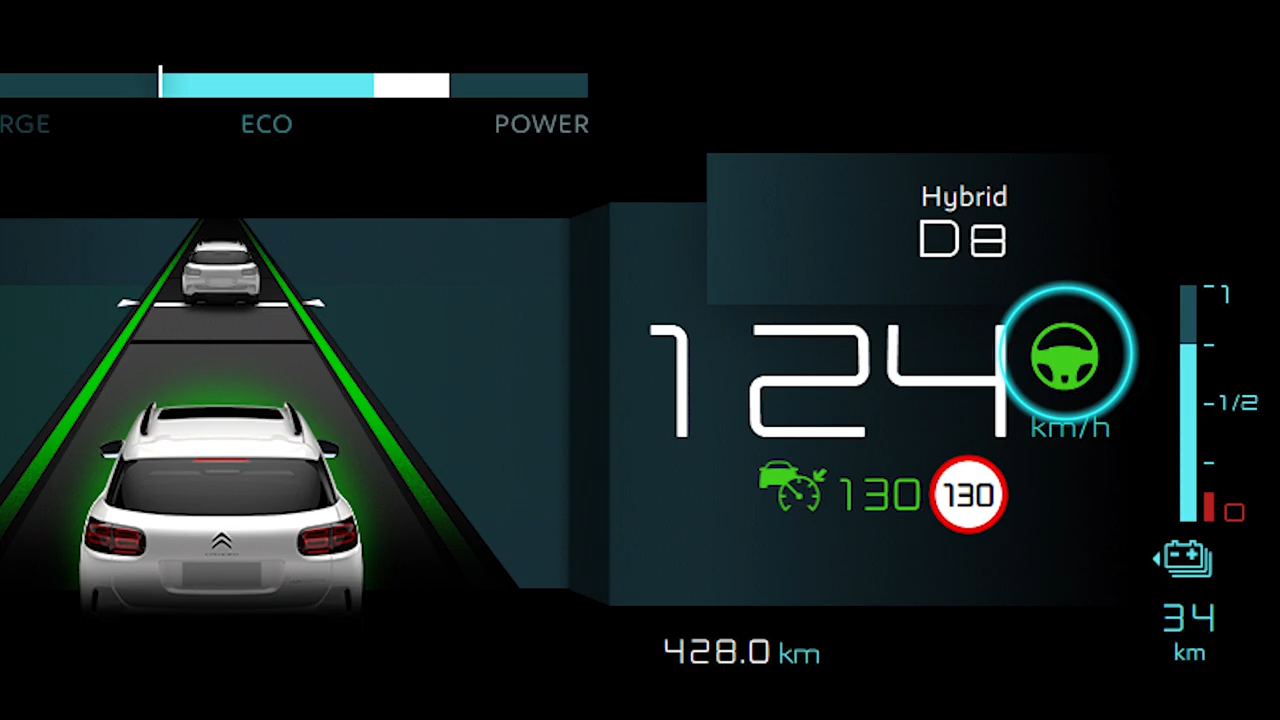 RGE ECO POWER
Hybrid
D8
124
km/h
130 130
428.0 km
1
1/2
0
34
km